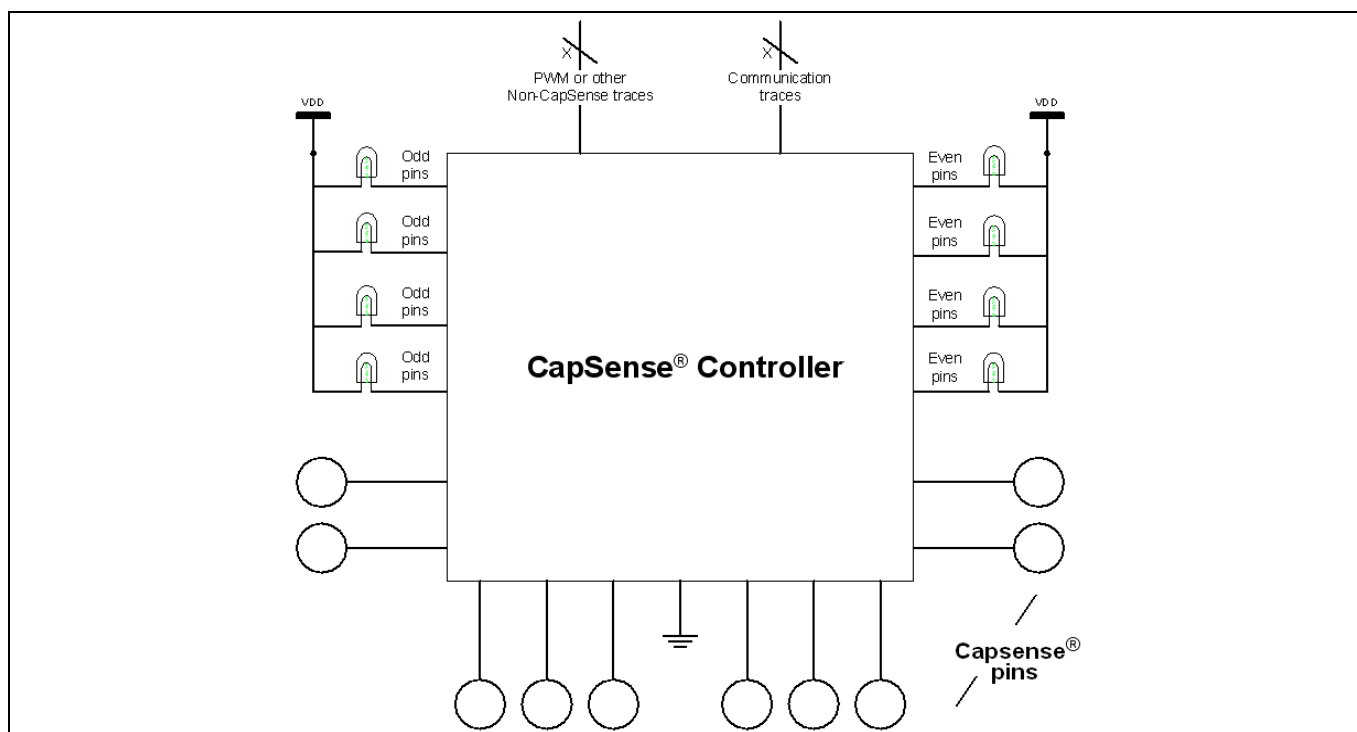 X
X
PWM or other
Non-CapSense traces
Communication
traces
VDD
VDD
Odd
pins
Even
pins
Odd
pins
Even
pins
Odd
pins
Even
pins
Odd
pins
Even
pins
CapSense® Controller
Capsense®
pins